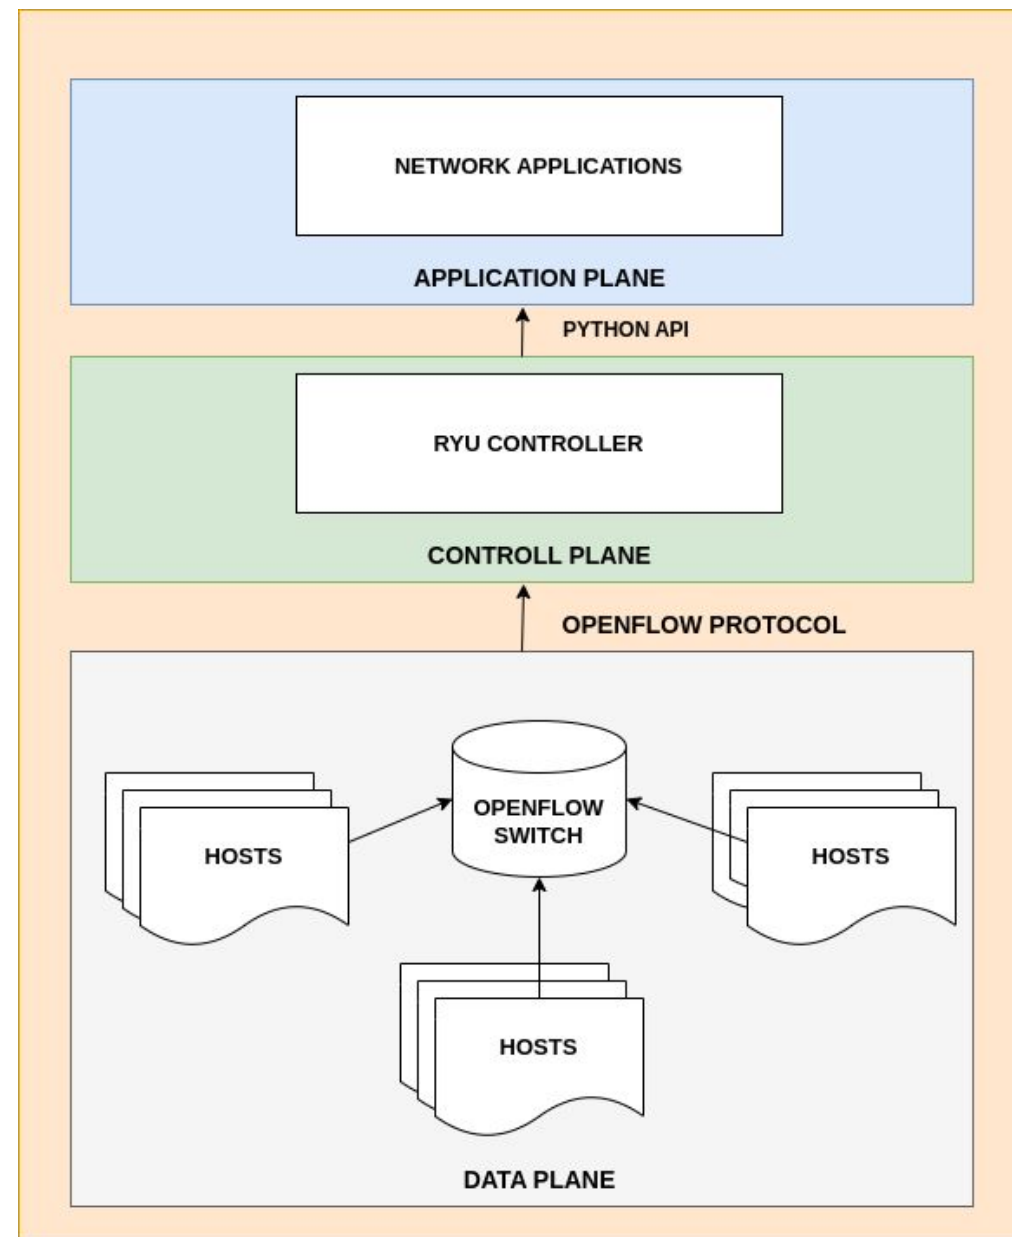 NETWORK APPLICATIONS
APPLICATION PLANE
PYTHON API
RYU CONTROLLER
CONTROLL PLANE
OPENFLOW PROTOCOL
OPENFLOW
SWITCH
HOSTS
HOSTS
HOSTS
DATA PLANE